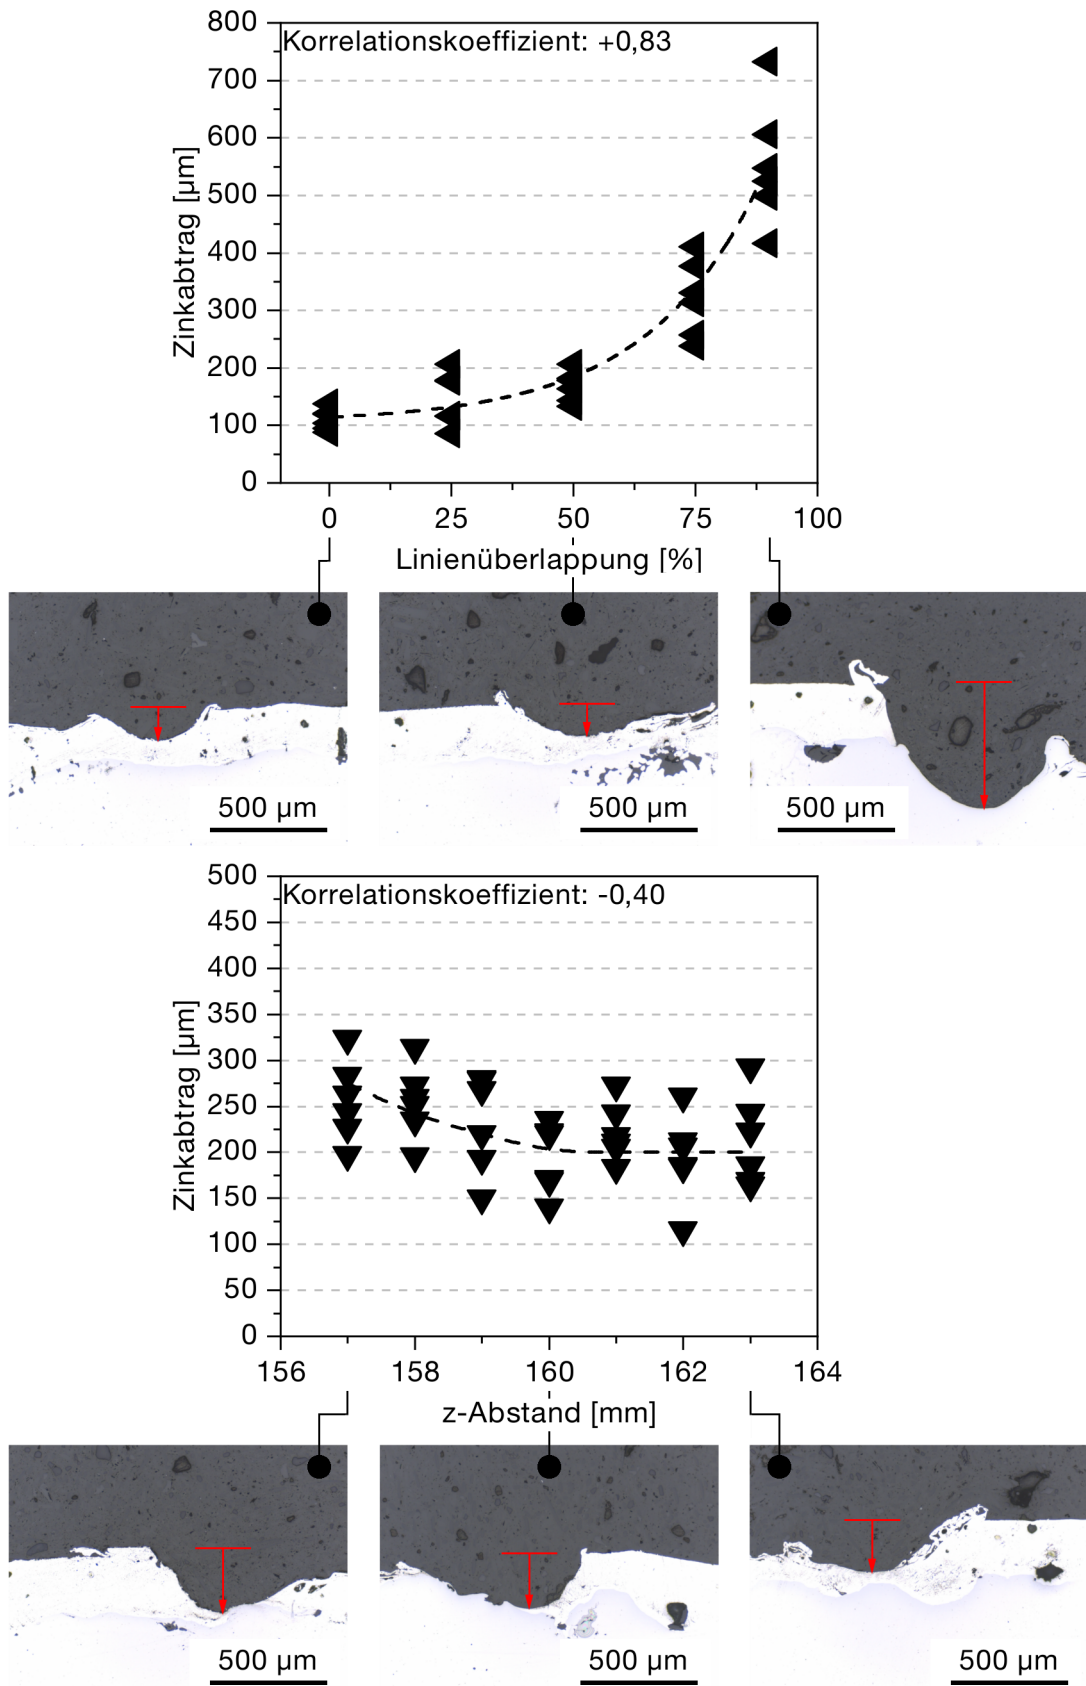 Korrelationskoeffizient: +0,83
Zinkabtrag [µm]
800
700
600
500
400
300
200
100
0
0 25 50 75 100
Linienüberlappung [%]
500 µm 500 µm 500 µm
Korrelationskoeffizient: -0,40
Zinkabtrag [µm]
500
450
400
350
300
250
200
150
100
50
0
156 158 160 162 164
z-Abstand [mm]
500 µm 500 µm 500 µm